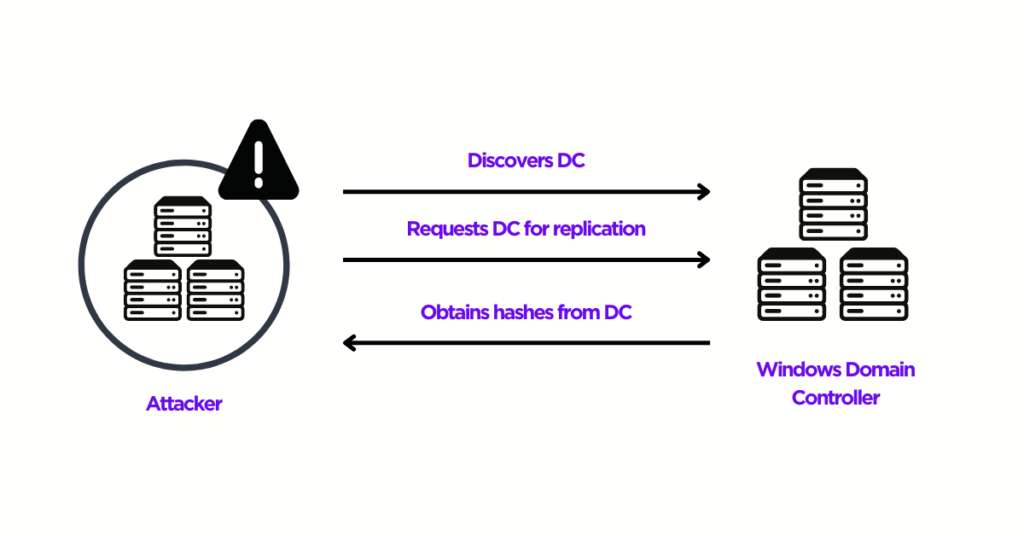 Discovers DC
Requests DC for replication
Obtains hashes from DC
Attacker
Windows Domain
Controller